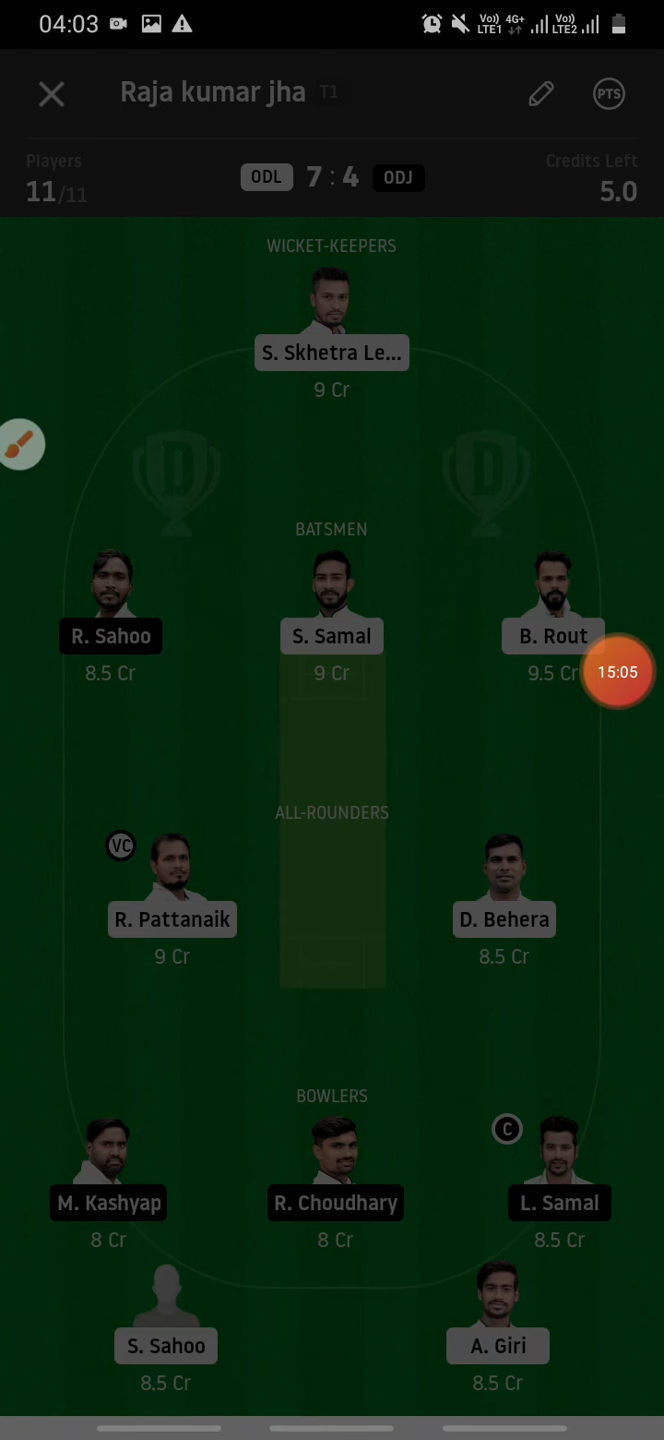 04:03 Vo) LTE1 4G+ Vo) LTE2
Raja kumar jha T1 PTS
Players Credits Left
11/11 ODL 7 : 4 ODJ 5.0
WICKET-KEEPERS
S. Skhetra Le...
9 Cr
D D
BATSMEN
R. Sahoo S. Samal B. Rout
8.5 Cr 9 Cr 9.5 Cr
15:05
ALL-ROUNDERS
VC
R. Pattanaik D. Behera
9 Cr 8.5 Cr
BOWLERS
C
M. Kashyap R. Choudhary L. Samal
8 Cr 8 Cr 8.5 Cr
S. Sahoo A. Giri
8.5 Cr 8.5 Cr